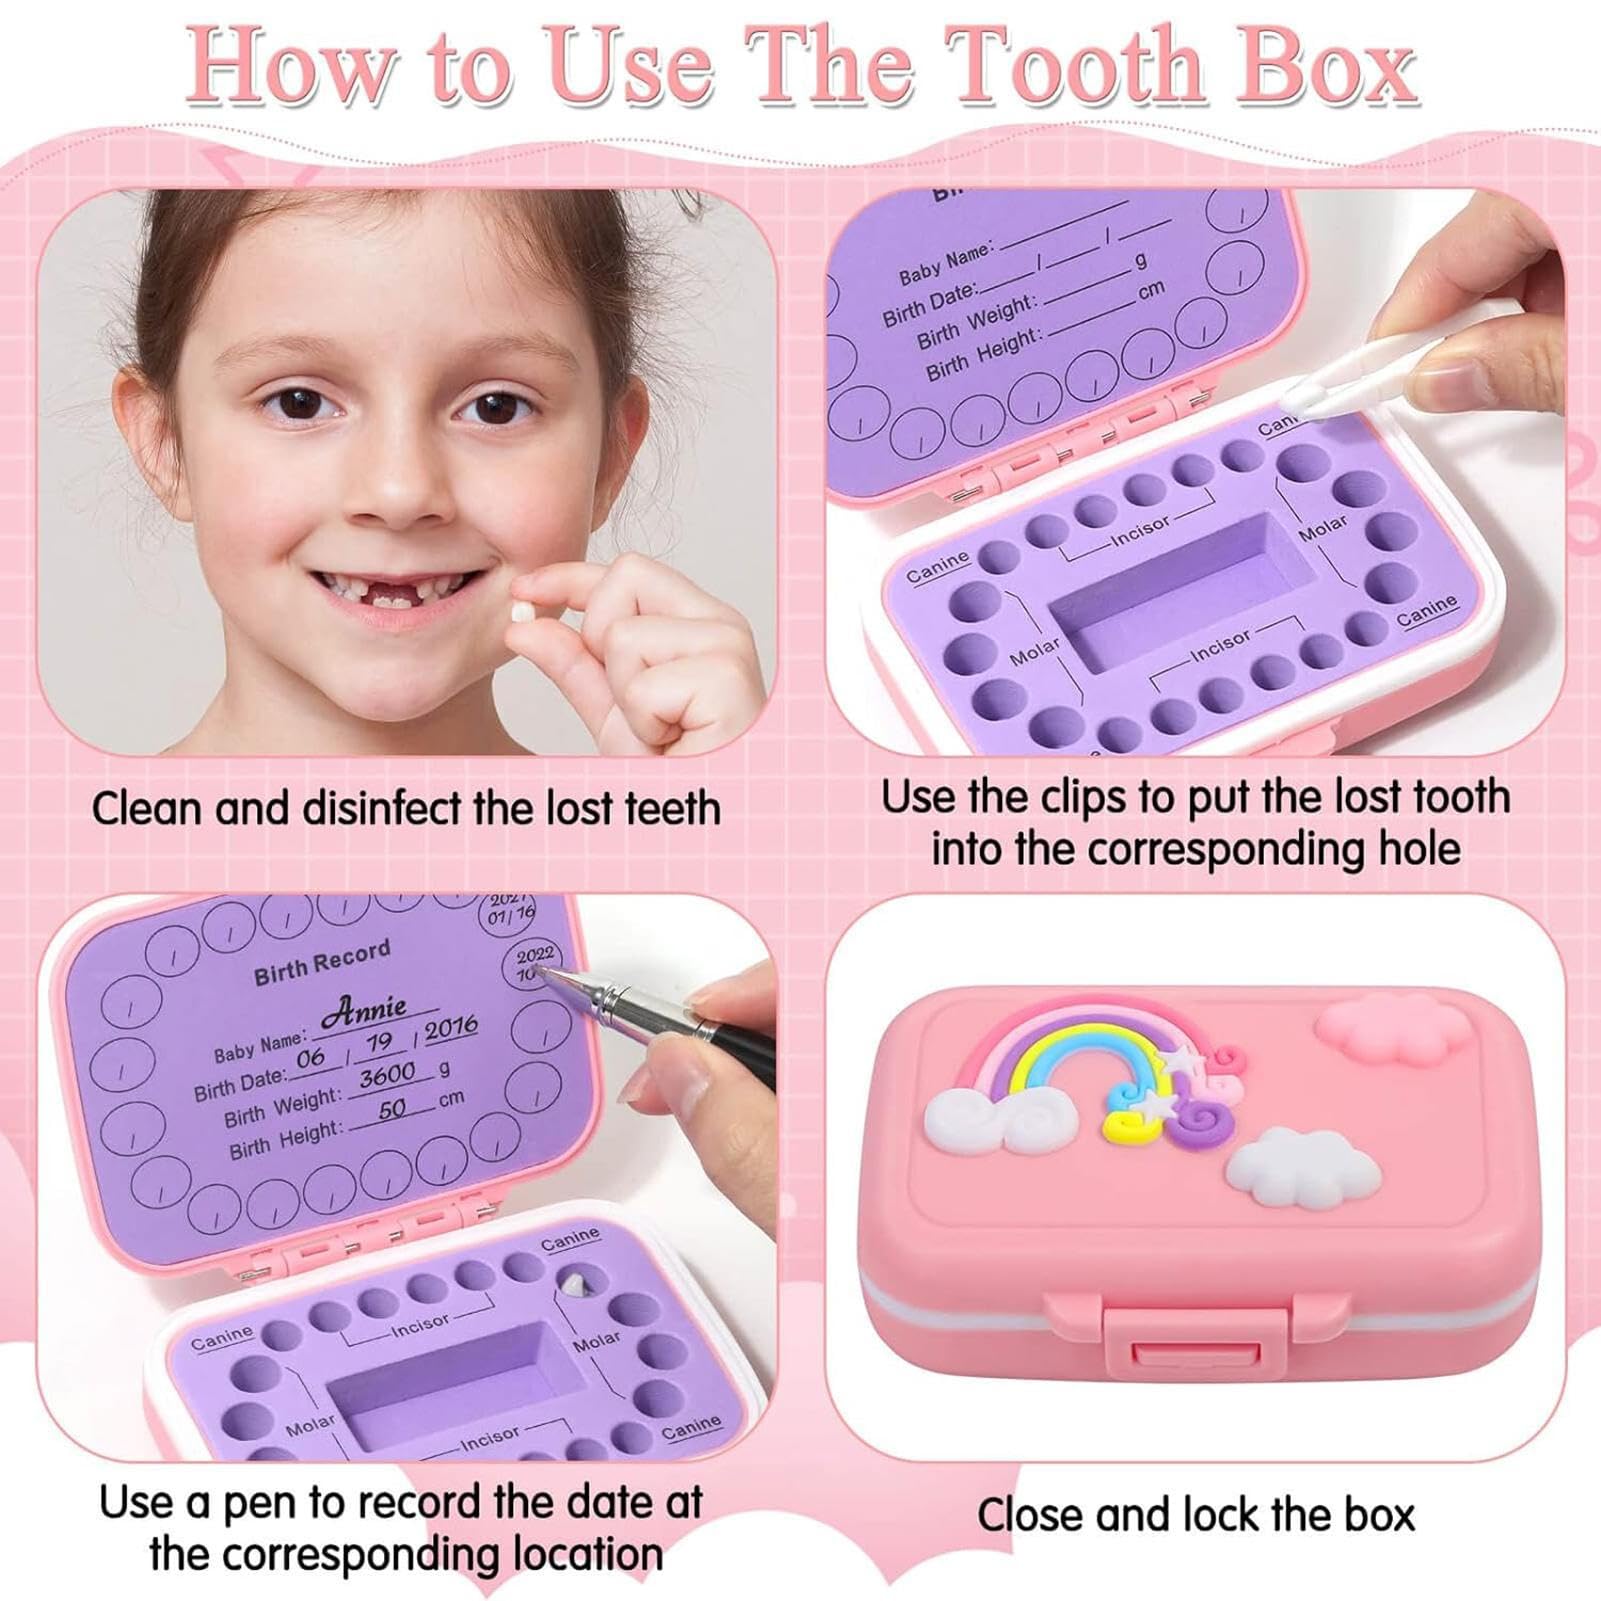 How to Use The Tooth Box
Baby Name:
Birth Date: / /
Birth Weight: g
Birth Height: cm
Canine
Incisor
Molar
Canine
Molar
Incisor
Clean and disinfect the lost teeth
Use the clips to put the lost tooth
into the corresponding hole
2021
01/16
2022
10
Birth Record
Baby Name: Annie
Birth Date: 06 / 19 / 2016
Birth Weight: 3600 g
Birth Height: 50 cm
Canine
Canine
Incisor
Molar
Molar
Incisor
Canine
Use a pen to record the date at
the corresponding location
Close and lock the box